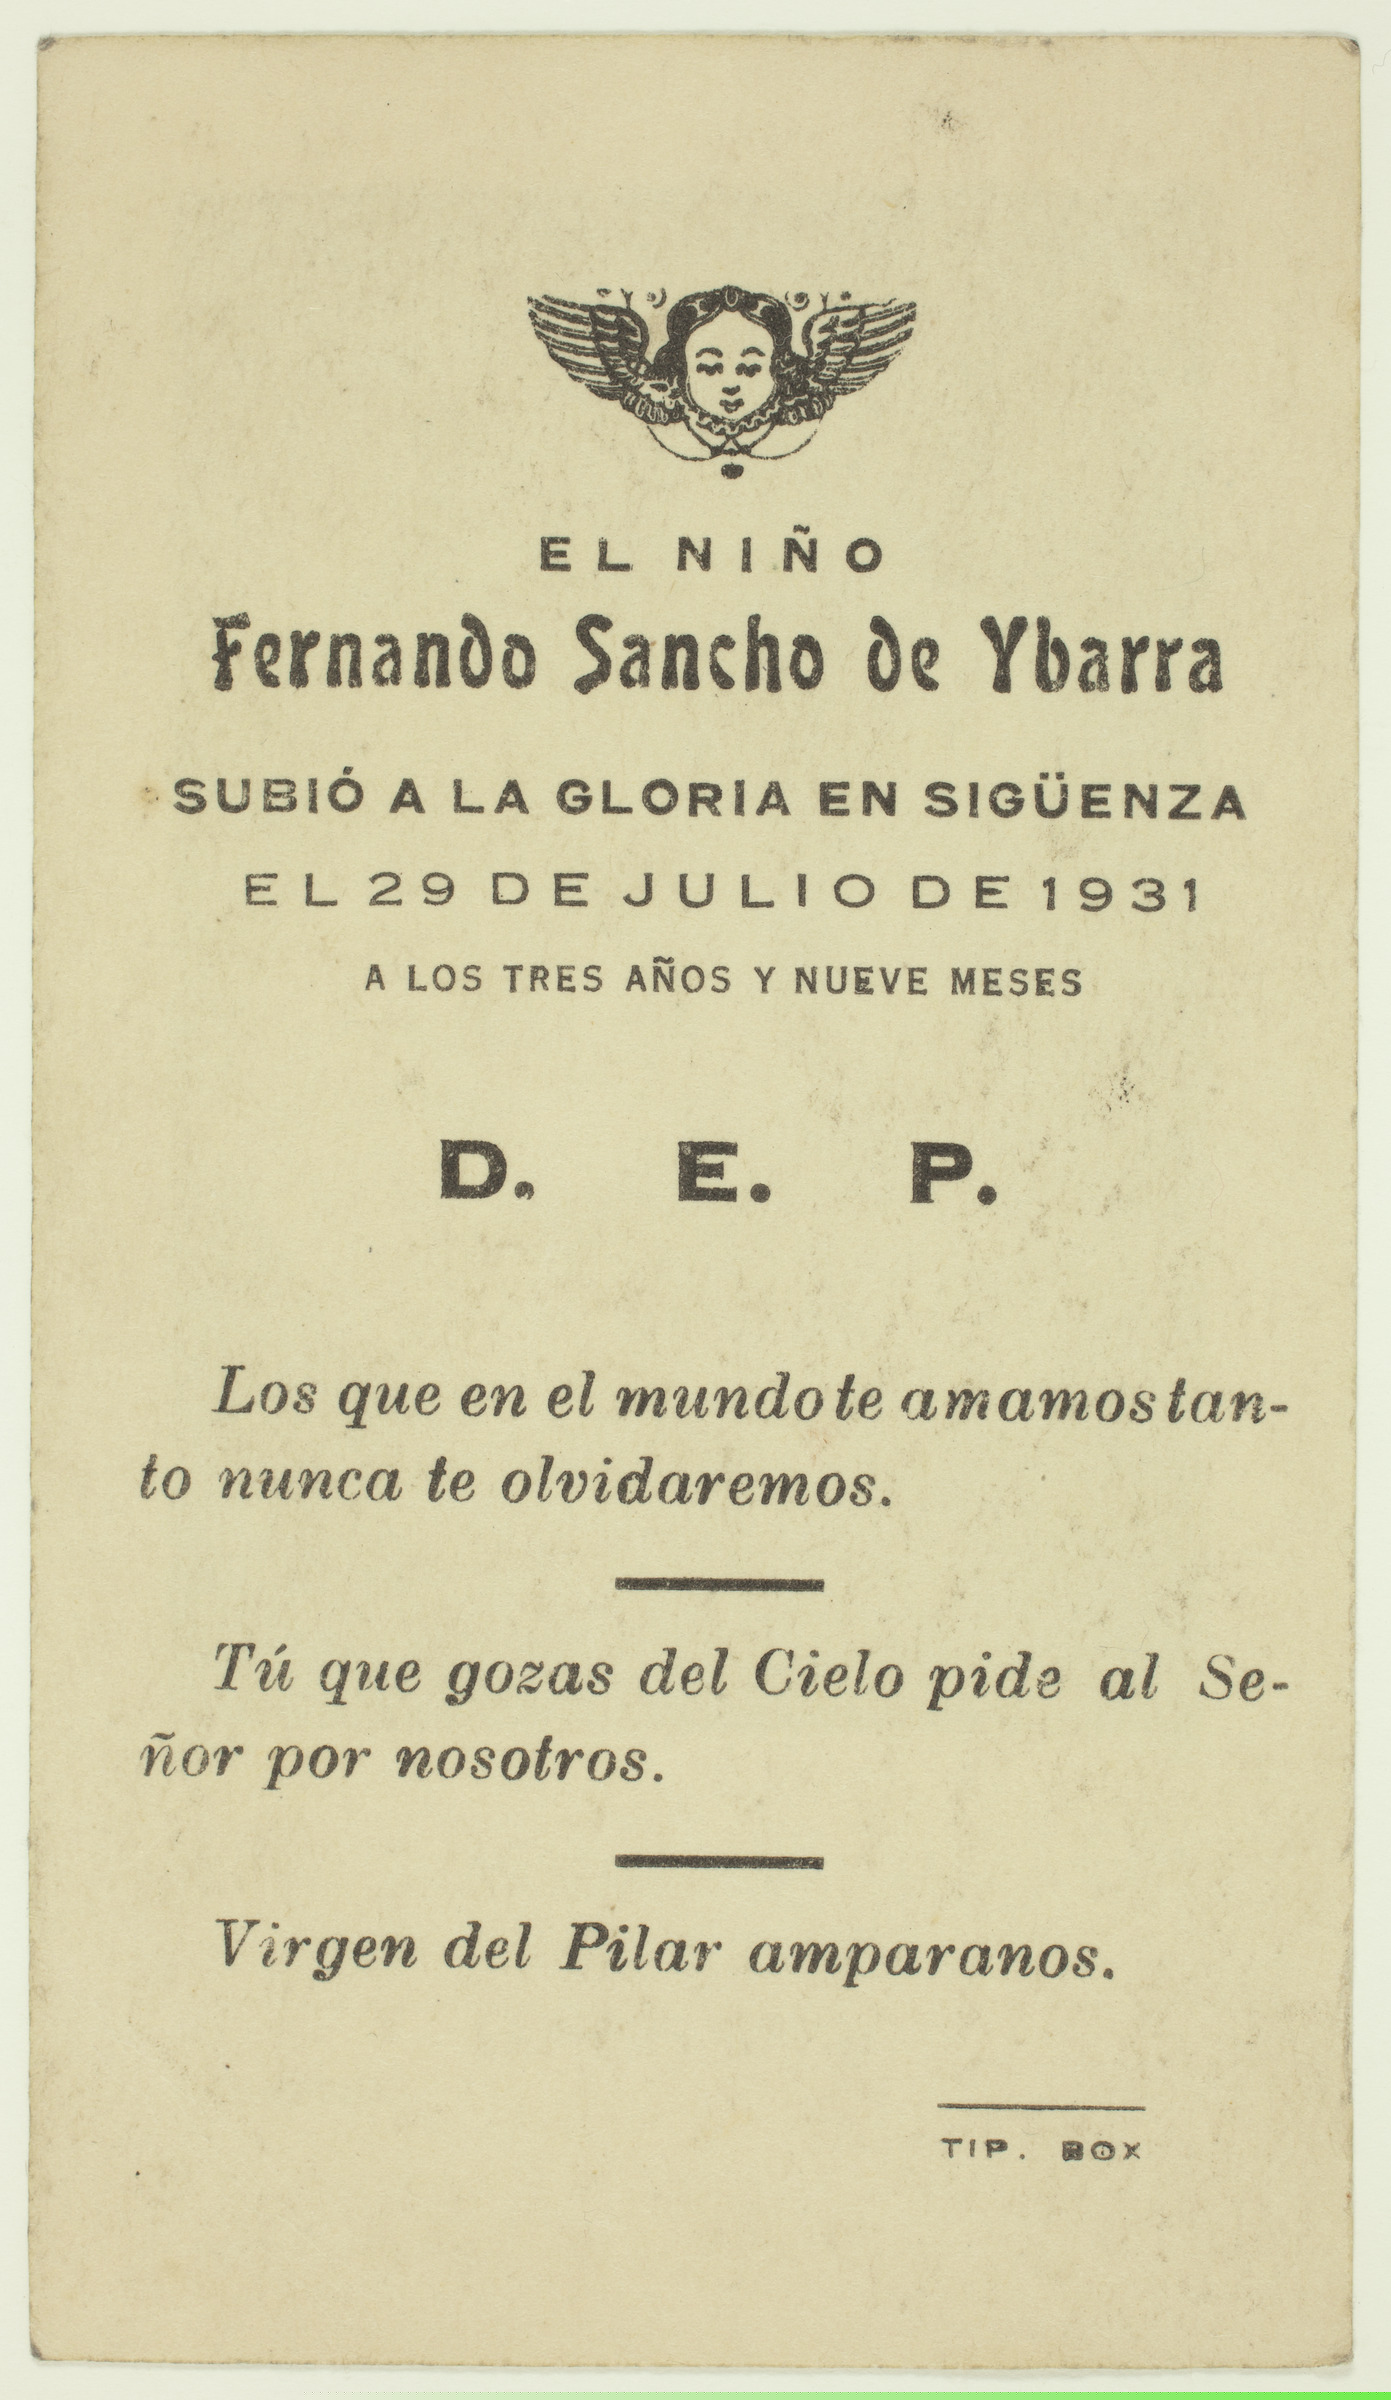 EL NIÑO
Fernando Sancho de Ybarra
SUBIÓ A LA GLORIA EN SIGÜENZA
EL 29 DE JULIO DE 1931
A LOS TRES AÑOS Y NUEVE MESES
D. E. P.
Los que en el mundo te amamos tan-
to nunca te olvidaremos.
Tú que gozas del Cielo pide al Se-
ñor por nosotros.
Virgen del Pilar amparanos.
TIP. BOX